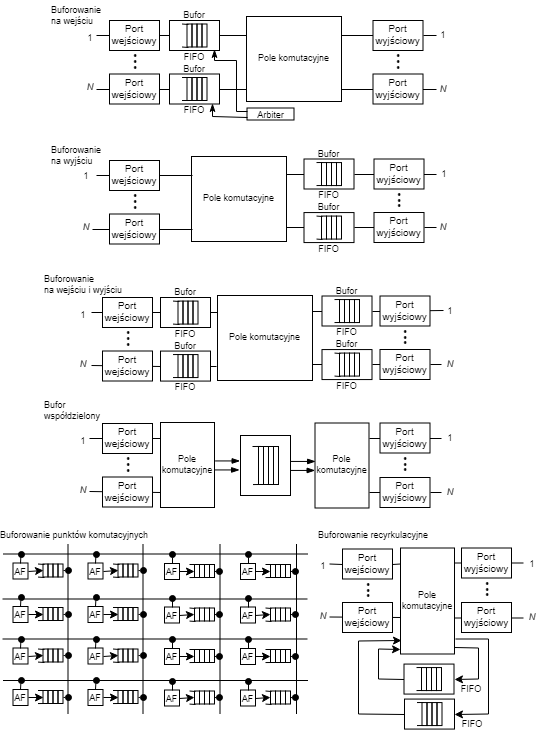 Buforowanie
na wejściu
1
Port
wejściowy
Bufor
FIFO
Pole komutacyjne
Port
wyjściowy
1
N
Port
wejściowy
Bufor
FIFO
Port
wyjściowy
N
Arbiter
Buforowanie
na wyjściu
1
Port
wejściowy
Pole komutacyjne
Bufor
FIFO
Port
wyjściowy
1
N
Port
wejściowy
Bufor
FIFO
Port
wyjściowy
N
Buforowanie
na wejściu i wyjściu
1
Port
wejściowy
Bufor
FIFO
Pole komutacyjne
Bufor
FIFO
Port
wyjściowy
1
N
Port
wejściowy
Bufor
FIFO
Bufor
FIFO
Port
wyjściowy
N
Bufor
współdzielony
1
Port
wejściowy
Pole
komutacyjne
Pole
komutacyjne
Port
wyjściowy
1
N
Port
wejściowy
Port
wyjściowy
N
Buforowanie punktów komutacyjnych
AF AF AF AF
AF AF AF AF
AF AF AF AF
AF AF AF AF
Buforowanie recyrkulacyjne
1
Port
wejściowy
Pole
komutacyjne
Port
wyjściowy
1
N
Port
wejściowy
Port
wyjściowy
N
FIFO
FIFO